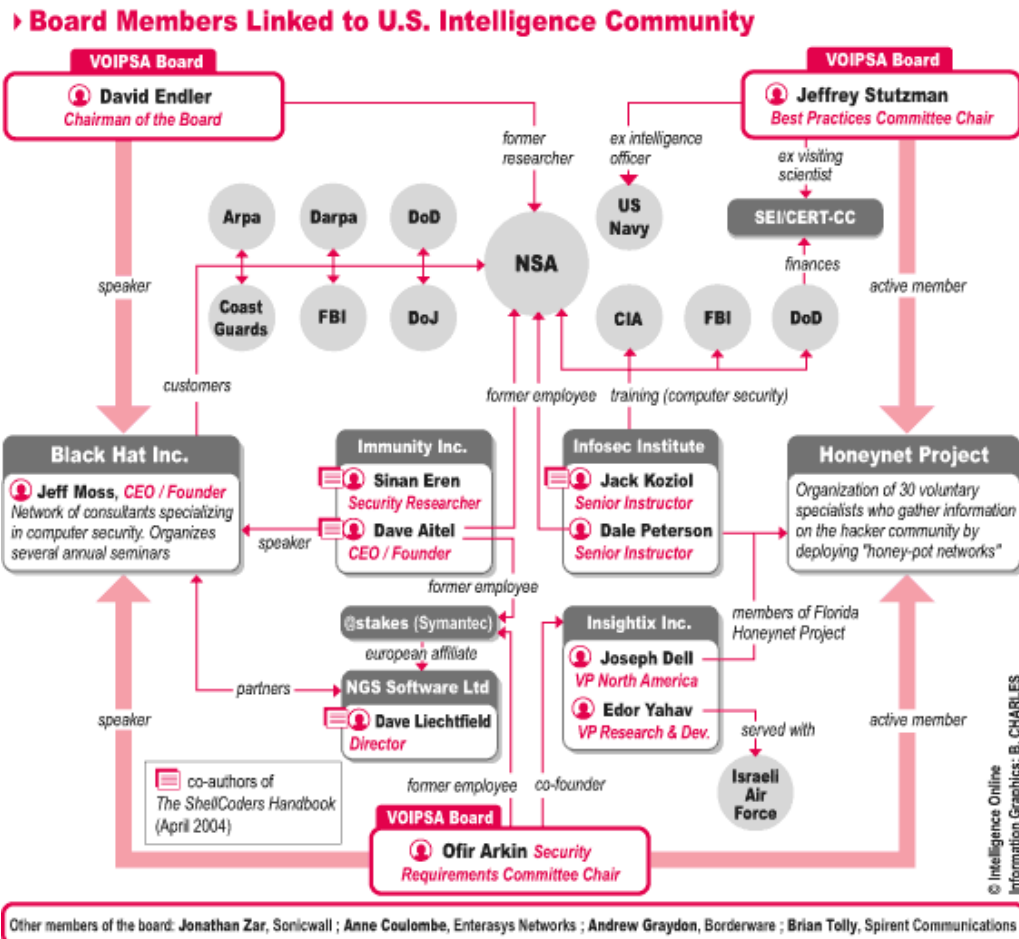 Board Members Linked to U.S. Intelligence Community
VOIPSA Board
David Endler
Chairman of the Board
VOIPSA Board
Jeffrey Stutzman
Best Practices Committee Chair
former
researcher
ex intelligence
officer
ex visiting
scientist
Arpa
Darpa
DoD
NSA
US
Navy
SEI/CERT-CC
finances
speaker
active member
Coast
Guards
FBI
DoJ
CIA
FBI
DoD
customers
former employee
training (computer security)
Black Hat Inc.
Jeff Moss, CEO / Founder
Network of consultants specializing
in computer security. Organizes
several annual seminars
Immunity Inc.
Sinan Eren
Security Researcher
Dave Aitel
CEO / Founder
speaker
Infosec Institute
Jack Koziol
Senior Instructor
Dale Peterson
Senior Instructor
Honeynet Project
Organization of 30 voluntary
specialists who gather information
on the hacker community by
deploying "honey-pot networks"
former employee
@stakes (Symantec)
european affiliate
NGS Software Ltd
Dave Liechtfield
Director
partners
Insightix Inc.
Joseph Dell
VP North America
Edor Yahav
VP Research & Dev.
members of Florida
Honeynet Project
served with
Israeli
Air
Force
speaker
active member
co-authors of
The ShellCoders Handbook
(April 2004)
former employee
co-founder
VOIPSA Board
Ofir Arkin Security
Requirements Committee Chair
© Intelligence Online
Information Graphics: B. CHARLES
Other members of the board: Jonathan Zar, Sonicwall ; Anne Coulombe, Enterasys Networks ; Andrew Graydon, Borderware ; Brian Tolly, Spirent Communications